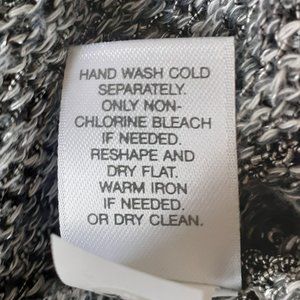 HAND WASH COLD
SEPARATELY.
ONLY NON-
CHLORINE BLEACH
IF NEEDED.
RESHAPE AND
DRY FLAT.
WARM IRON
IF NEEDED.
OR DRY CLEAN.